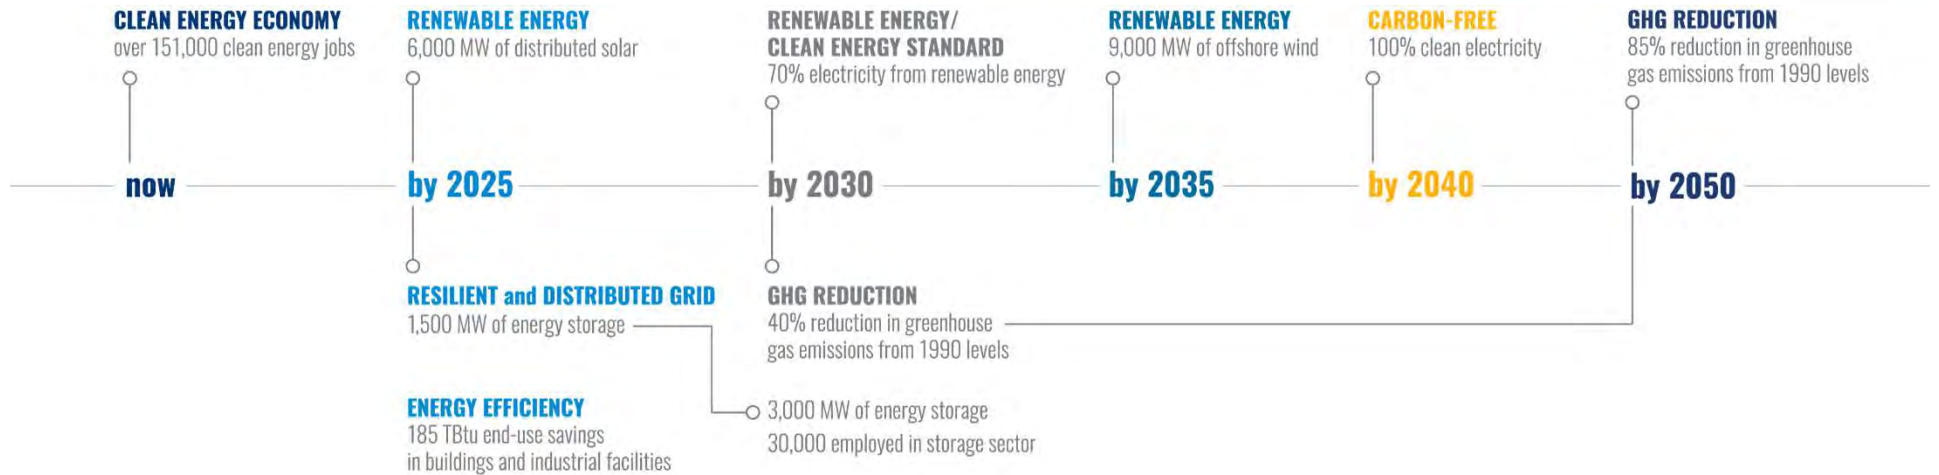 CLEAN ENERGY ECONOMY
over 151,000 clean energy jobs
RENEWABLE ENERGY
6,000 MW of distributed solar
RENEWABLE ENERGY/
CLEAN ENERGY STANDARD
70% electricity from renewable energy
RENEWABLE ENERGY
9,000 MW of offshore wind
CARBON-FREE
100% clean electricity
GHG REDUCTION
85% reduction in greenhouse
gas emissions from 1990 levels
now
by 2025
by 2030
by 2035
by 2040
by 2050
RESILIENT and DISTRIBUTED GRID
1,500 MW of energy storage
ENERGY EFFICIENCY
185 TBtu end-use savings
in buildings and industrial facilities
GHG REDUCTION
40% reduction in greenhouse
gas emissions from 1990 levels
3,000 MW of energy storage
30,000 employed in storage sector